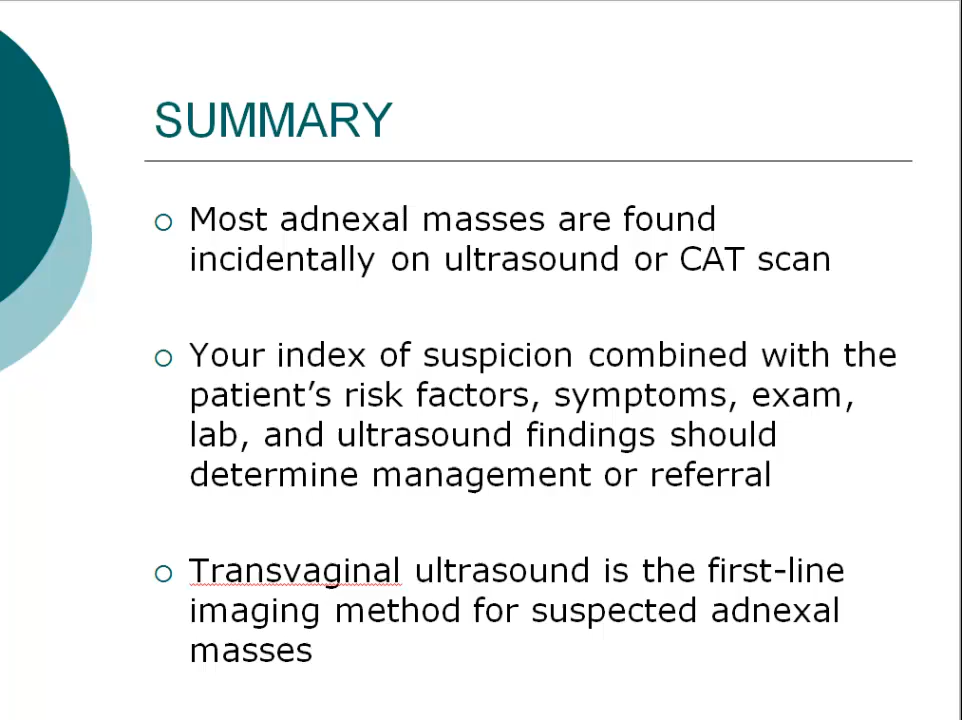 SUMMARY
Most adnexal masses are found
incidentally on ultrasound or CAT scan
Your index of suspicion combined with the
patient’s risk factors, symptoms, exam,
lab, and ultrasound findings should
determine management or referral
Transvaginal ultrasound is the first-line
imaging method for suspected adnexal
masses